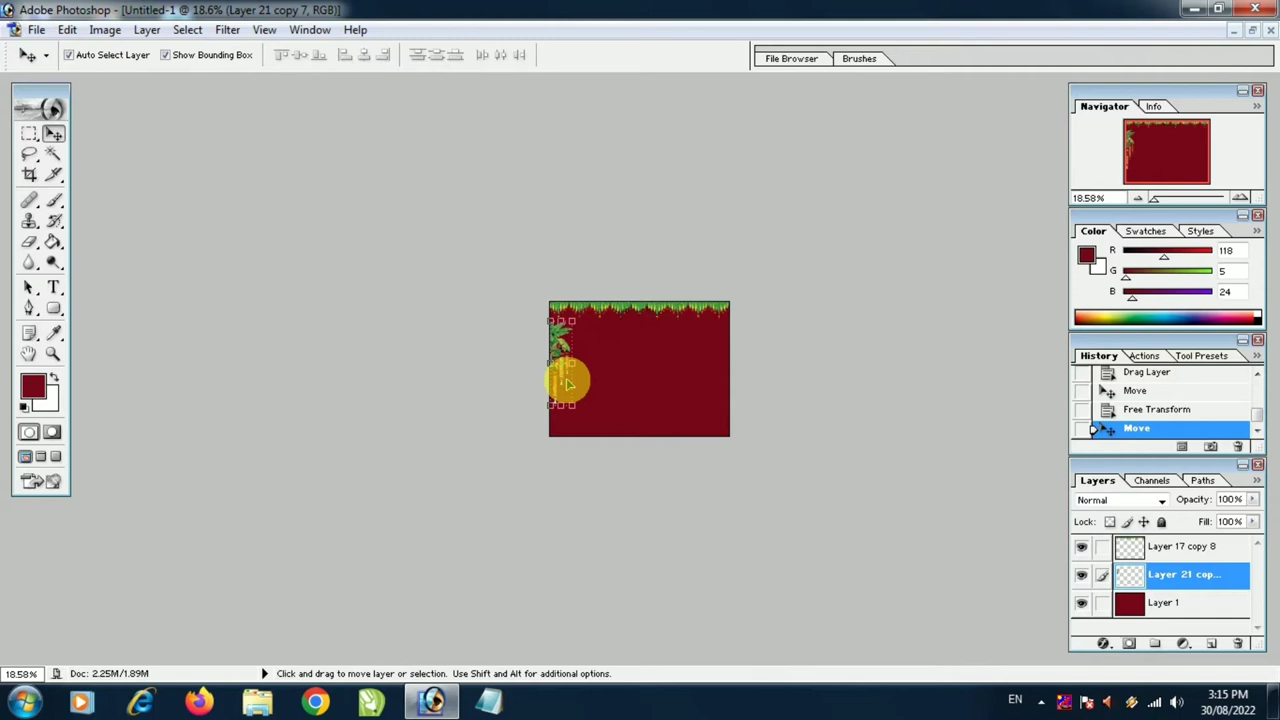 Adobe Photoshop - [Untitled-1 @ 18.6% (Layer 21 copy 7, RGB)]
File Edit Image Layer Select Filter View Window Help
Auto Select Layer Show Bounding Box File Browser Brushes
Navigator Info
18.58%
Color Swatches Styles
R 118
G 5
B 24
History Actions Tool Presets
Drag Layer
Move
Free Transform
Move
Layers Channels Paths
Normal Opacity: 100%
Lock: Fill: 100%
Layer 17 copy 8
Layer 21 cop...
Layer 1
18.58% Doc: 2.25M/1.89M Click and drag to move layer or selection. Use Shift and Alt for additional options.
EN 3:15 PM
30/08/2022